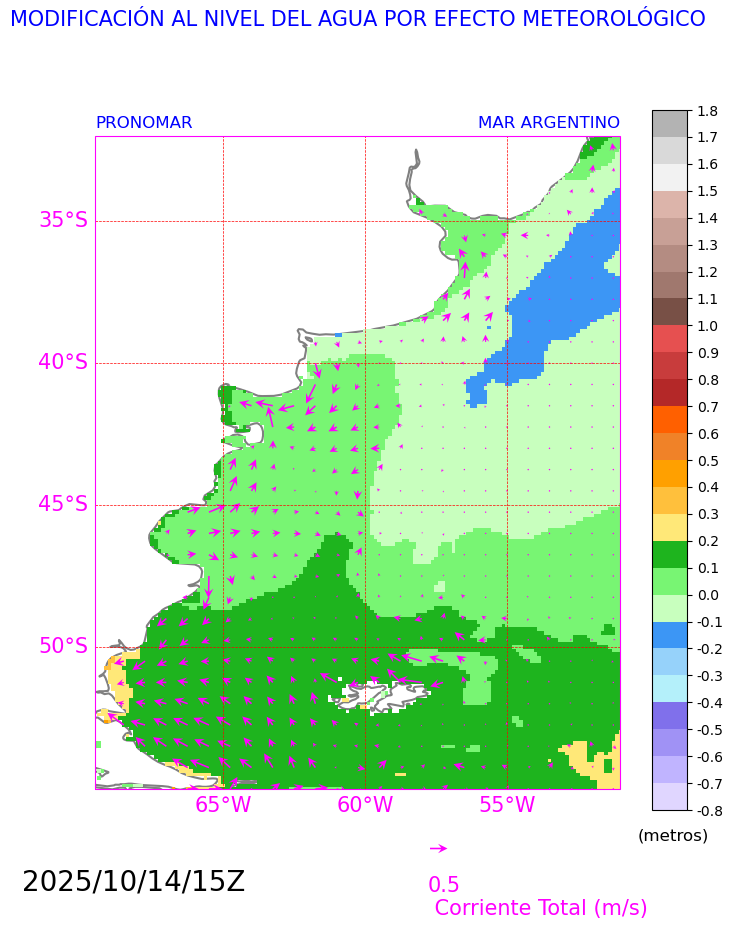 MODIFICACIÓN AL NIVEL DEL AGUA POR EFECTO METEOROLÓGICO
PRONOMAR MAR ARGENTINO
35°S
40°S
45°S
50°S
65°W 60°W 55°W
1.8
1.7
1.6
1.5
1.4
1.3
1.2
1.1
1.0
0.9
0.8
0.7
0.6
0.5
0.4
0.3
0.2
0.1
0.0
-0.1
-0.2
-0.3
-0.4
-0.5
-0.6
-0.7
-0.8
(metros)
2025/10/14/15Z
0.5
Corriente Total (m/s)